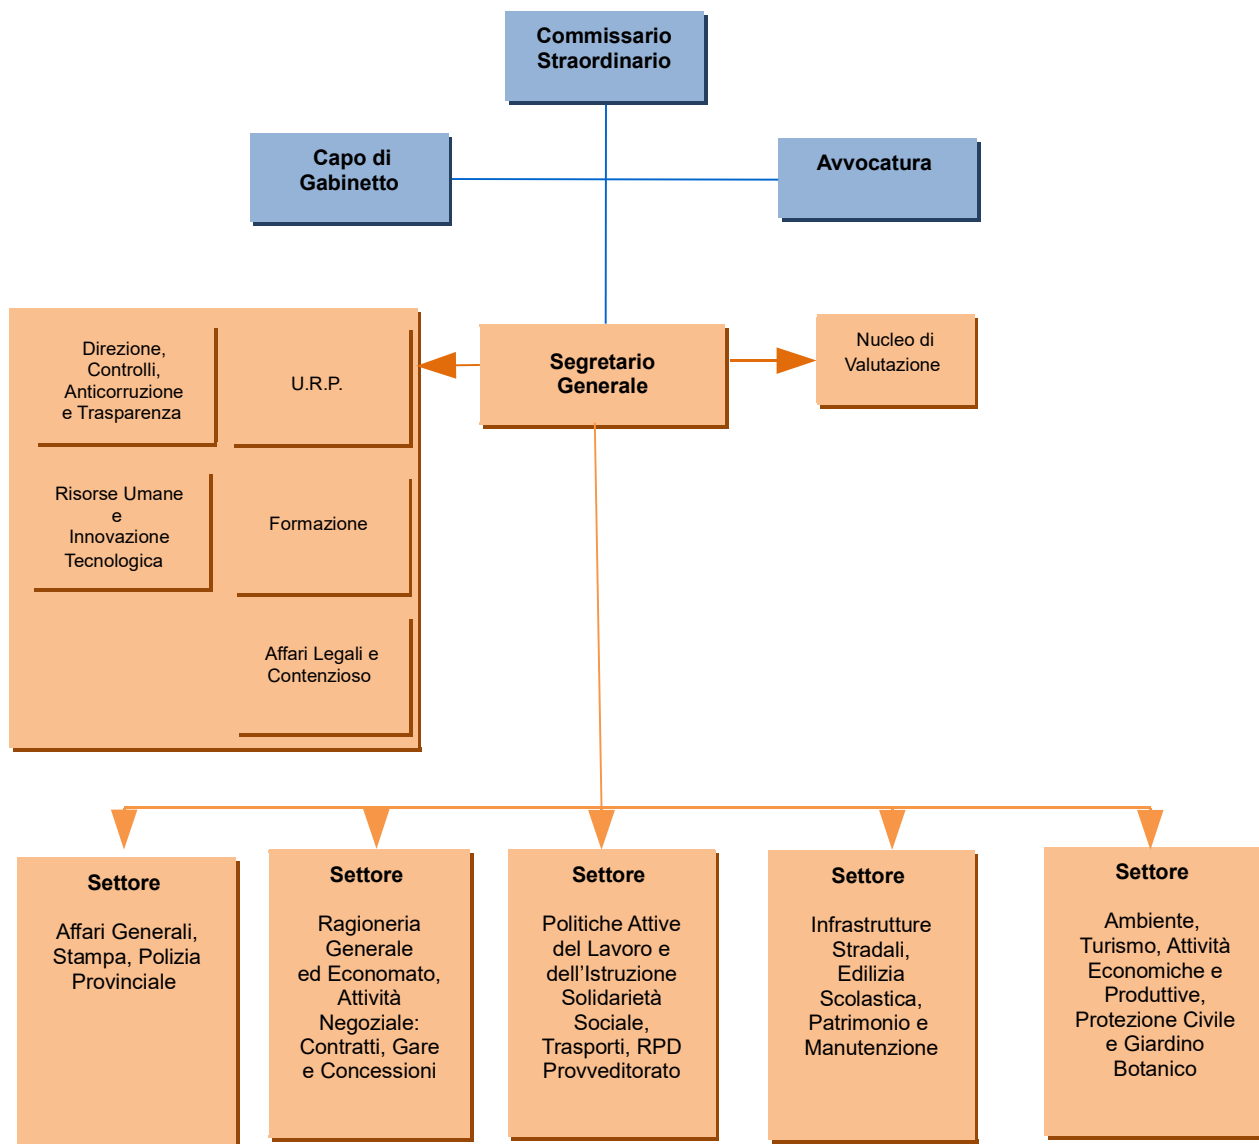 Commissario
Straordinario
Capo di
Gabinetto
Avvocatura
Direzione,
Controlli,
Anticorruzione
e Trasparenza
U.R.P.
Segretario
Generale
Nucleo di
Valutazione
Risorse Umane
e
Innovazione
Tecnologica
Formazione
Affari Legali e
Contenzioso
Settore
Affari Generali,
Stampa, Polizia
Provinciale
Settore
Ragioneria
Generale
ed Economato,
Attività
Negoziale:
Contratti, Gare
e Concessioni
Settore
Politiche Attive
del Lavoro e
dell’Istruzione
Solidarietà
Sociale,
Trasporti, RPD
Provveditorato
Settore
Infrastrutture
Stradali,
Edilizia
Scolastica,
Patrimonio e
Manutenzione
Settore
Ambiente,
Turismo, Attività
Economiche e
Produttive,
Protezione Civile
e Giardino
Botanico